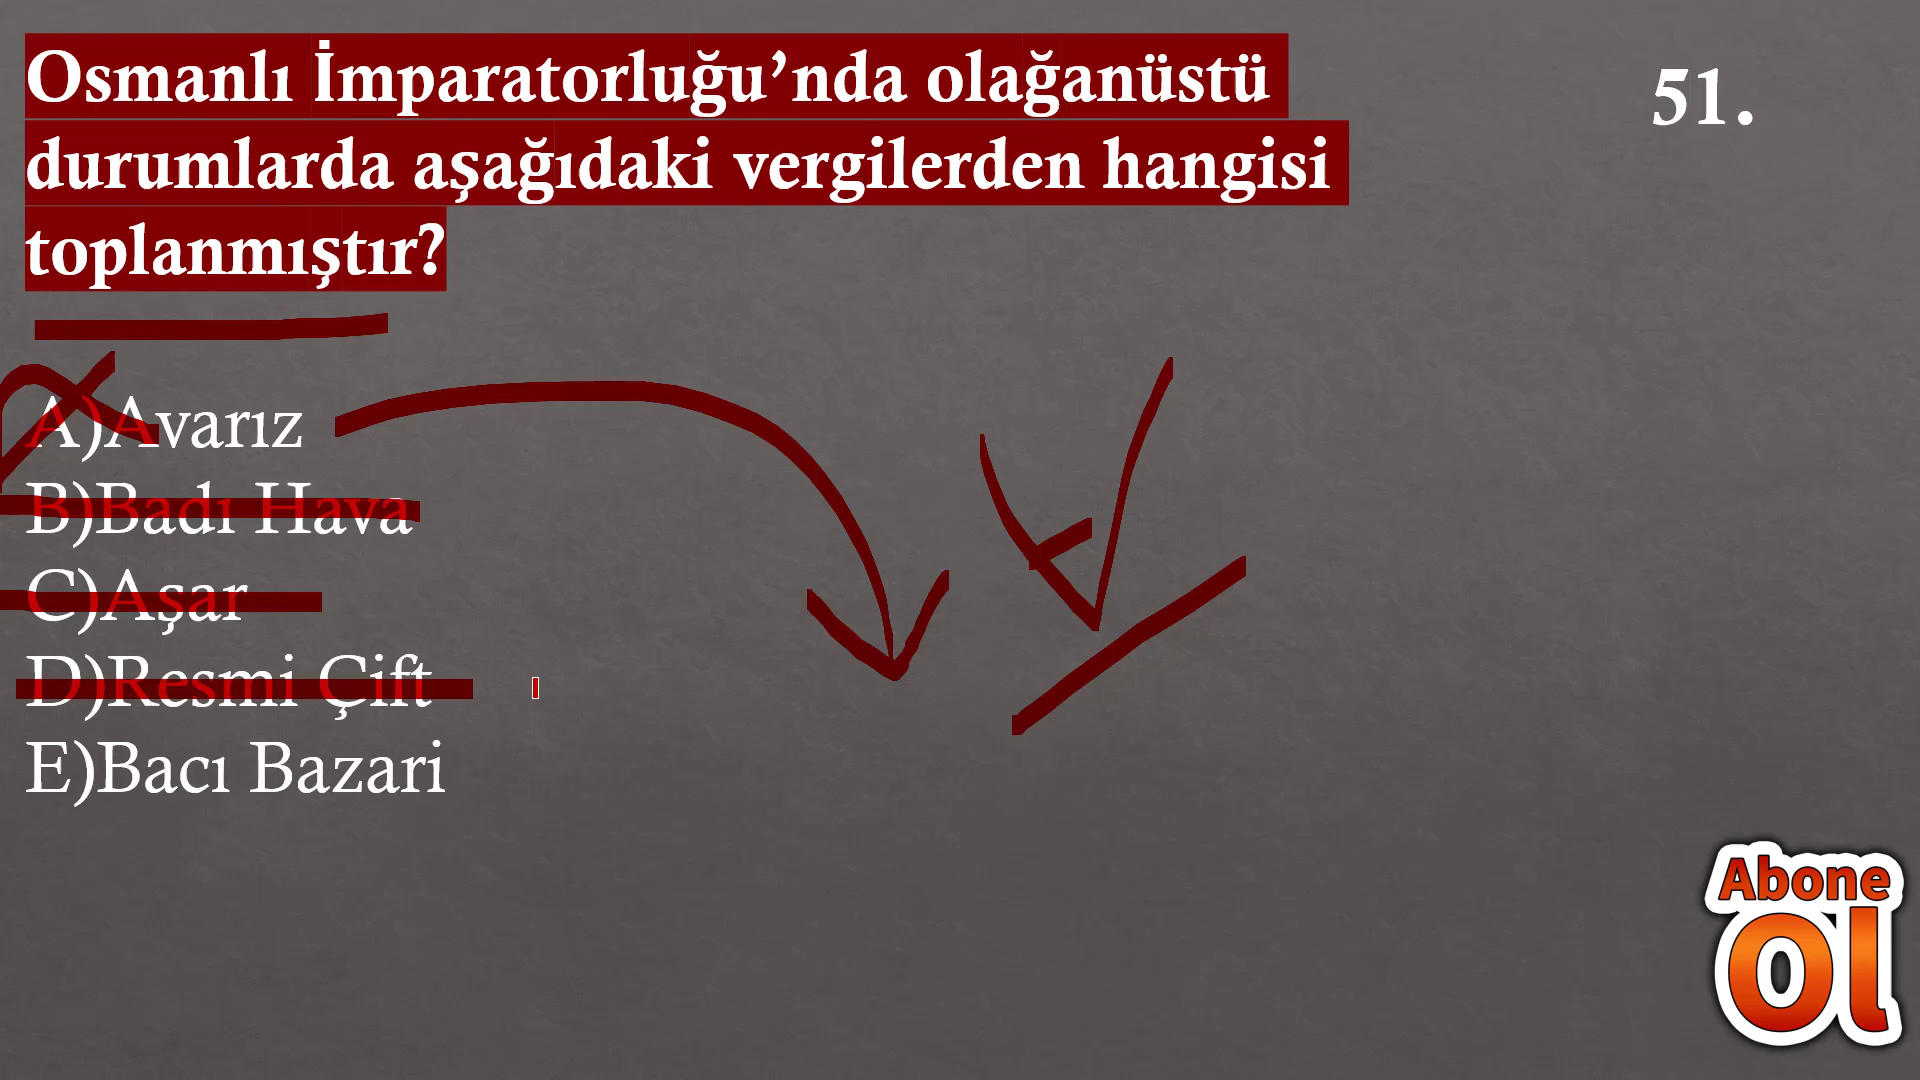 Osmanlı İmparatorluğu’nda olağanüstü
51.
durumlarda aşağıdaki vergilerden hangisi
toplanmıştır?
A)Avarız
B)Badı Hava
C)Aşar
D)Resmi Çift
E)Bacı Bazari
Abone
Ol